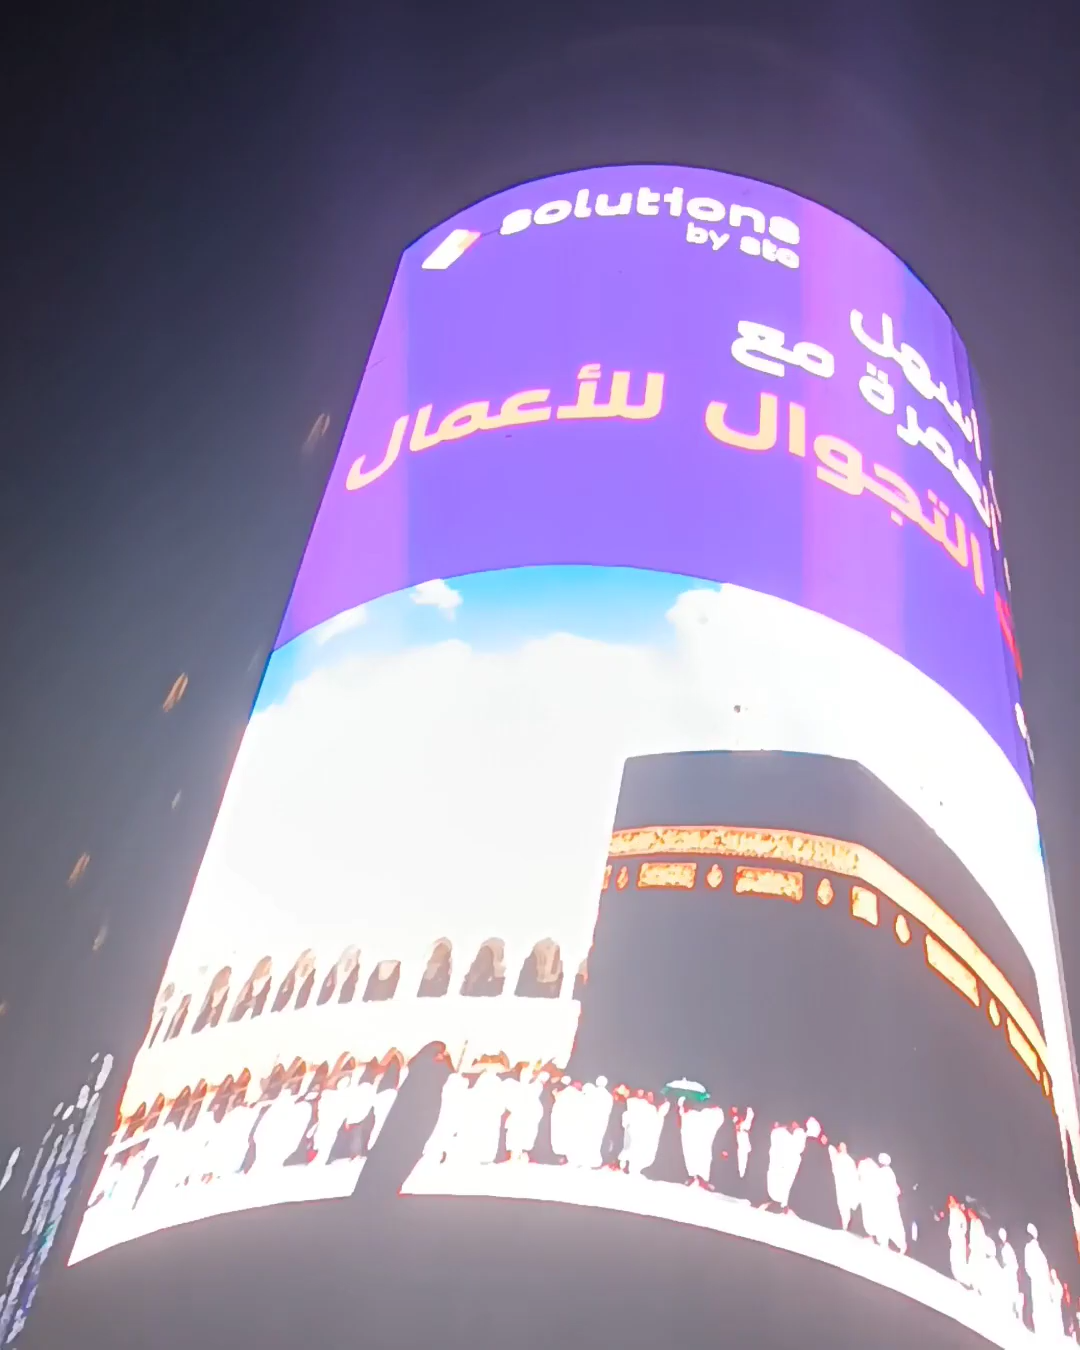 solutions
by stc
أسهل
العمرة مع
التجوال للأعمال